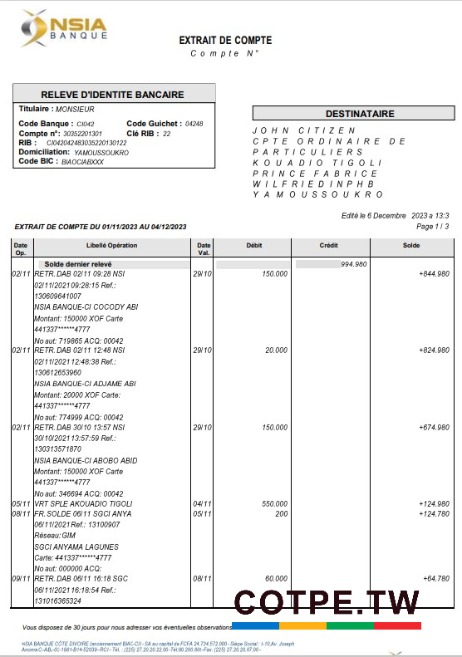 NSIA
BANQUE
EXTRAIT DE COMPTE
Compte N°
RELEVE D'IDENTITE BANCAIRE
Titulaire : MONSIEUR
Code Banque : CI042 Code Guichet : 04248
Compte n°: 30352201301 Clé RIB : 22
RIB : CI042042483035220130122
Domiciliation: YAMOUSSOUKRO
Code BIC : BIAOCIABXXX
DESTINATAIRE
JOHN CITIZEN
CPTE ORDINAIRE DE
PARTICULIERS
KOUADIO TIGOLI
PRINCE FABRICE
WILFRIEDINPHB
YAMOUSSOUKRO
Edité le 6 Decembre 2023 a 13:3
EXTRAIT DE COMPTE DU 01/11/2023 AU 04/12/2023 Page 1 / 3
Date Op. Libellé Opération Date Val. Débit Crédit Solde
Solde dernier relevé 994.980
02/11 RETR.DAB 02/11 09:28 NSI 29/10 150.000 +844.980
02/11/2021 09:28:15 Ref.:
130609641007
NSIA BANQUE-CI COCODY ABI
Montant: 150000 XOF Carte
441337******4777
No aut: 719865 ACQ: 00042
02/11 RETR.DAB 02/11 12:48 NSI 29/10 20.000 +824.980
02/11/2021 12:48:38 Ref.:
130612653960
NSIA BANQUE-CI ADJAME ABI
Montant: 20000 XOF Carte:
441337******4777
No aut: 774999 ACQ: 00042
02/11 RETR.DAB 30/10 13:57 NSI 29/10 150.000 +674.980
30/10/2021 13:57:59 Ref.:
130313571870
NSIA BANQUE-CI ABOBO ABID
Montant: 150000 XOF Carte
441337******4777
No aut: 346694 ACQ: 00042
05/11 VRT SPLE AKOUADIO TIGOLI 04/11 550.000 +124.980
08/11 FR.SOLDE 06/11 SGCI ANYA 05/11 200 +124.780
06/11/2021 Ref.: 13100907
Réseau:GIM
SGCI ANYAMA LAGUNES
Carte: 441337******4777
No aut: 000000 ACQ:
09/11 RETR.DAB 06/11 16:18 SGC 08/11 60.000 +64.780
06/11/2021 16:18:54 Ref.:
131016365324
COTPE.TW
Vous disposez de 30 jours pour nous adresser vos éventuelles observations